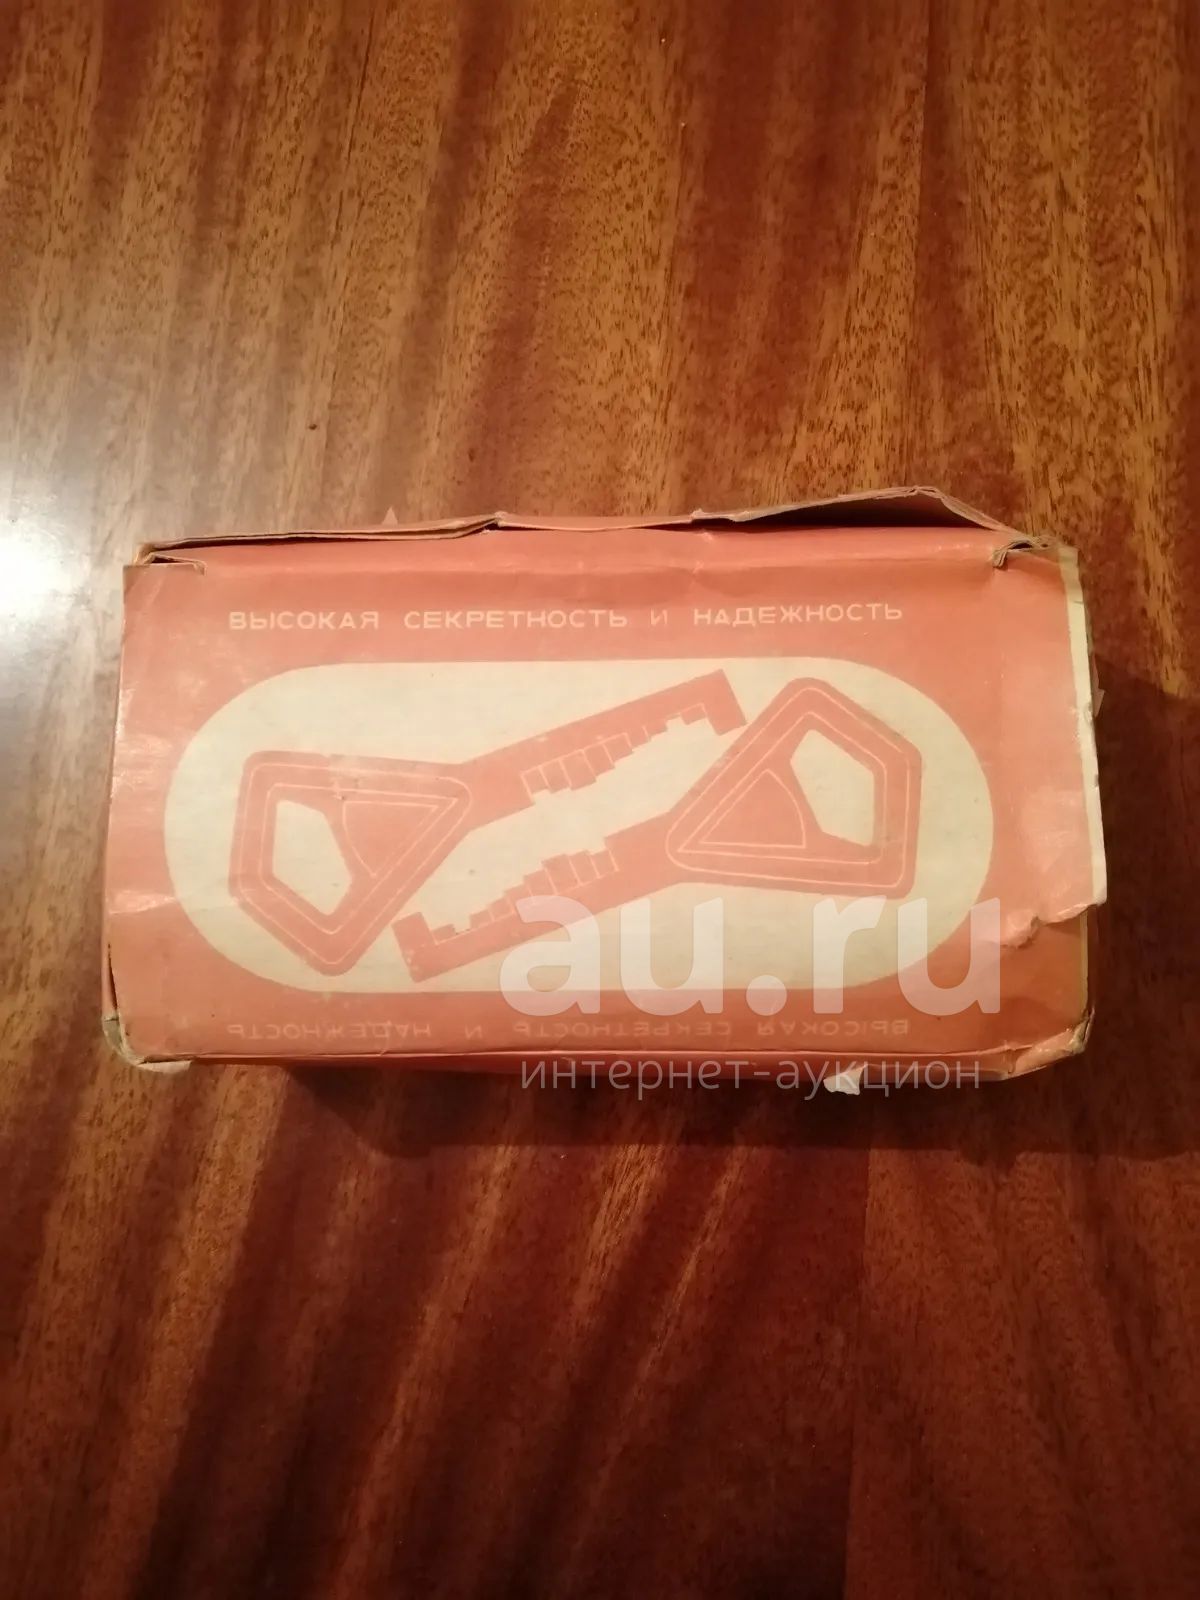 ВЫСОКАЯ СЕКРЕТНОСТЬ И НАДЕЖНОСТЬ
au.ru
ВЫСОКАЯ СЕКРЕТНОСТЬ И НАДЕЖНОСТЬ
интернет-аукцион